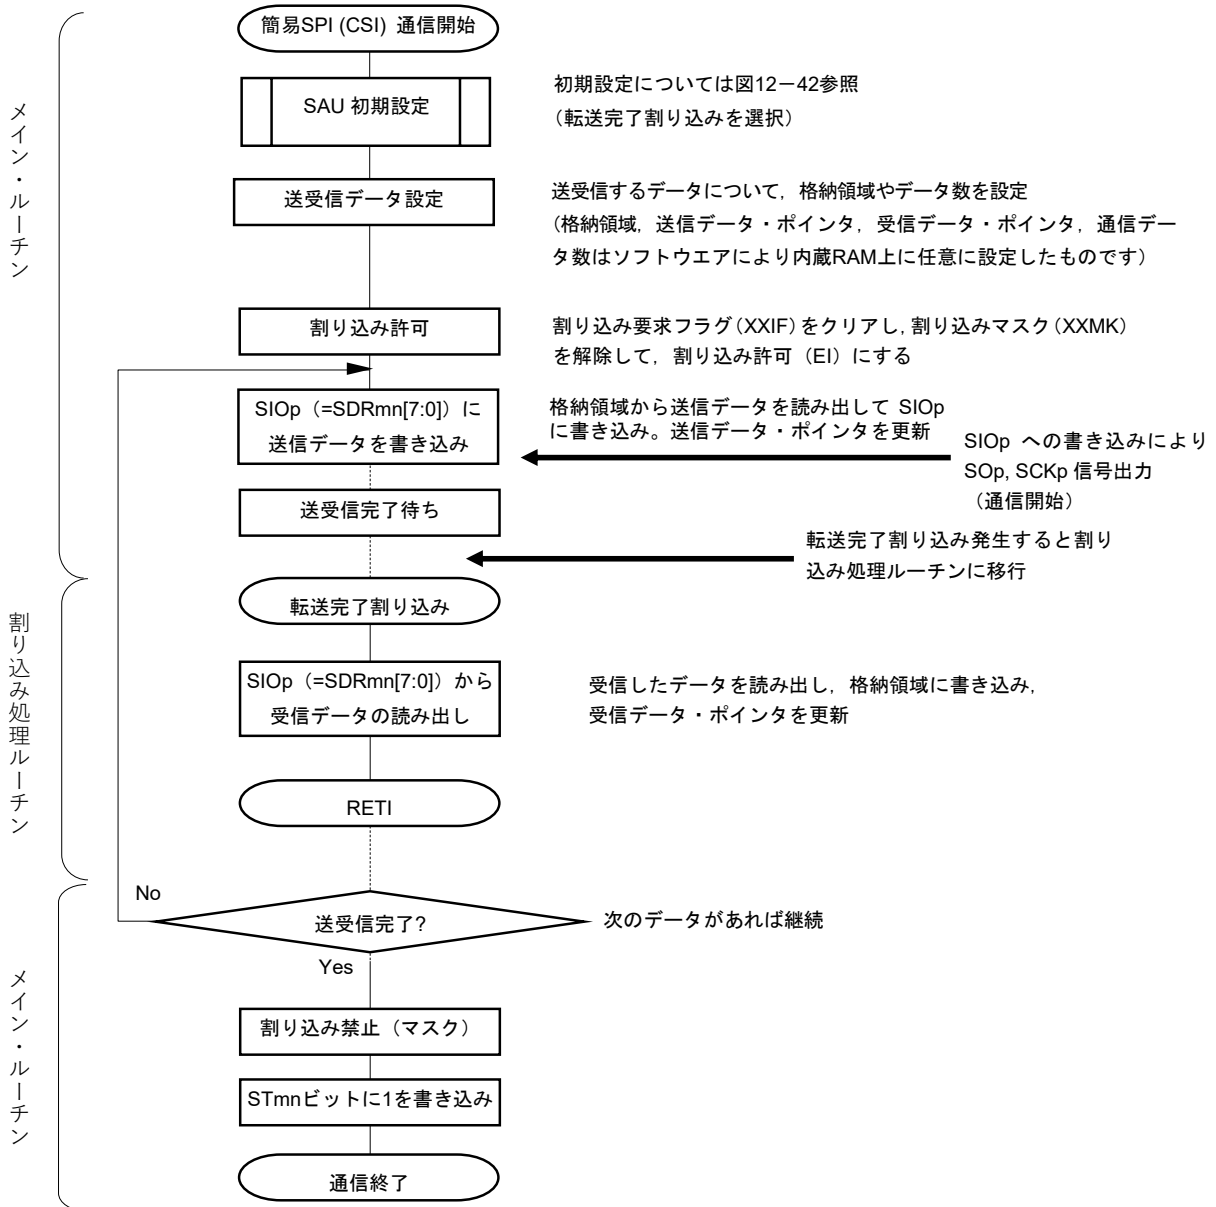 メイン・ルーチン
簡易SPI (CSI) 通信開始
SAU 初期設定
初期設定については図12－42参照
（転送完了割り込みを選択）
送受信データ設定
送受信するデータについて，格納領域やデータ数を設定
（格納領域，送信データ・ポインタ，受信データ・ポインタ，通信デー
タ数はソフトウエアにより内蔵RAM上に任意に設定したものです）
割り込み許可
割り込み要求フラグ（XXIF）をクリアし，割り込みマスク（XXMK）
を解除して，割り込み許可（EI）にする
SIOp（=SDRmn[7:0]）に
送信データを書き込み
格納領域から送信データを読み出して SIOp
に書き込み。送信データ・ポインタを更新
SIOp への書き込みにより
SOp, SCKp 信号出力
（通信開始）
送受信完了待ち
転送完了割り込み発生すると割り
込み処理ルーチンに移行
割り込み処理ルーチン
転送完了割り込み
SIOp（=SDRmn[7:0]）から
受信データの読み出し
受信したデータを読み出し，格納領域に書き込み，
受信データ・ポインタを更新
RETI
メイン・ルーチン
No
送受信完了?
次のデータがあれば継続
Yes
割り込み禁止（マスク）
STmnビットに1を書き込み
通信終了